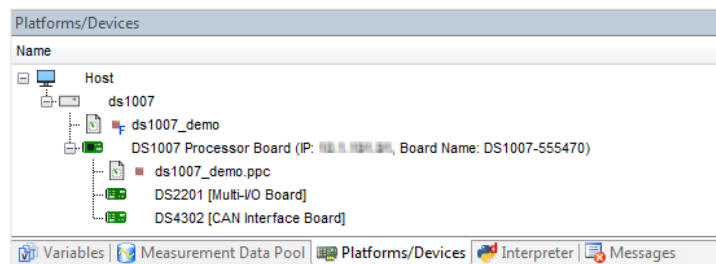 Platforms/Devices
Name
Host
ds1007
ds1007_demo
DS1007 Processor Board (IP: , Board Name: DS1007-555470)
ds1007_demo.ppc
DS2201 [Multi-I/O Board]
DS4302 [CAN Interface Board]
Variables Measurement Data Pool Platforms/Devices Interpreter Messages